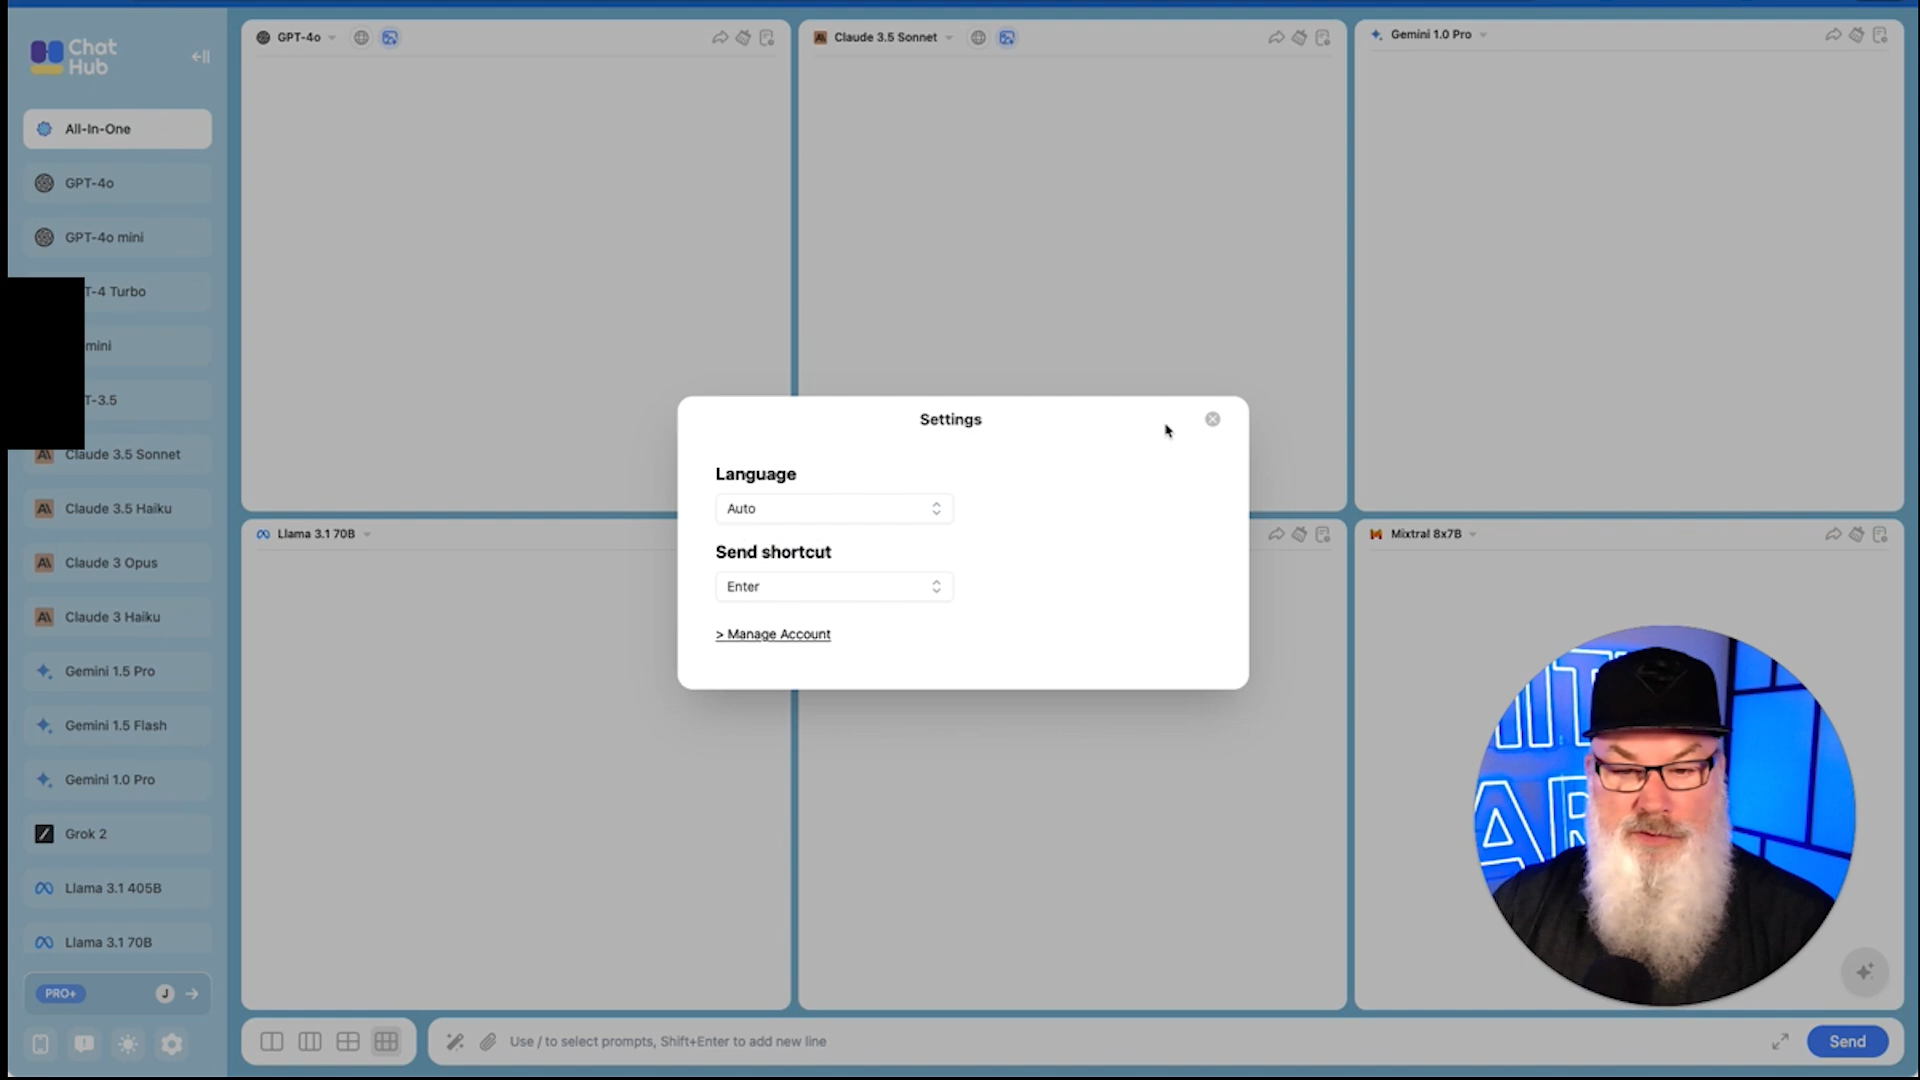 Chat
Hub
All-In-One
GPT-4o
GPT-4o mini
T-4 Turbo
mini
T-3.5
Claude 3.5 Sonnet
Claude 3.5 Haiku
Claude 3 Opus
Claude 3 Haiku
Gemini 1.5 Pro
Gemini 1.5 Flash
Gemini 1.0 Pro
Grok 2
Llama 3.1 405B
Llama 3.1 70B
PRO+
J
GPT-4o
Claude 3.5 Sonnet
Gemini 1.0 Pro
Llama 3.1 70B
Mixtral 8x7B
Settings
Language
Auto
Send shortcut
Enter
> Manage Account
Use / to select prompts, Shift+Enter to add new line
Send